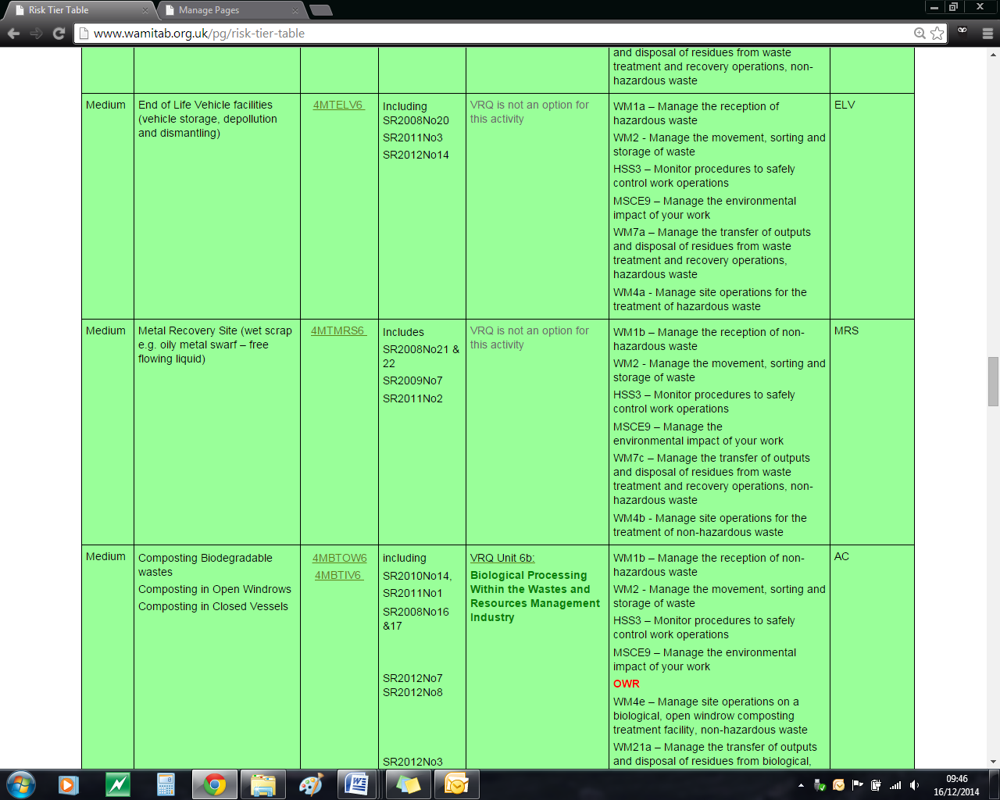 Risk Tier Table
Manage Pages
www.wamitab.org.uk/pg/risk-tier-table
and disposal of residues from waste
treatment and recovery operations, non-
hazardous waste
Medium
End of Life Vehicle facilities
(vehicle storage, depollution
and dismantling)
4MTELV6
Including
SR2008No20
SR2011No3
SR2012No14
VRQ is not an option for
this activity
WM1a – Manage the reception of
hazardous waste
WM2 - Manage the movement, sorting and
storage of waste
HSS3 – Monitor procedures to safely
control work operations
MSCE9 – Manage the environmental
impact of your work
WM7a – Manage the transfer of outputs
and disposal of residues from waste
treatment and recovery operations,
hazardous waste
WM4a - Manage site operations for the
treatment of hazardous waste
ELV
Medium
Metal Recovery Site (wet scrap
e.g. oily metal swarf – free
flowing liquid)
4MTMRS6
Includes
SR2008No21 &
22
SR2009No7
SR2011No2
VRQ is not an option for
this activity
WM1b – Manage the reception of non-
hazardous waste
WM2 - Manage the movement, sorting and
storage of waste
HSS3 – Monitor procedures to safely
control work operations
MSCE9 – Manage the
environmental impact of your work
WM7c – Manage the transfer of outputs
and disposal of residues from waste
treatment and recovery operations, non-
hazardous waste
WM4b - Manage site operations for the
treatment of non-hazardous waste
MRS
Medium
Composting Biodegradable
wastes
Composting in Open Windrows
Composting in Closed Vessels
4MBTOW6
4MBTIV6
including
SR2010No14,
SR2011No1
SR2008No16
&17
SR2012No7
SR2012No8
SR2012No3
VRQ Unit 6b:
Biological Processing
Within the Wastes and
Resources Management
Industry
WM1b – Manage the reception of non-
hazardous waste
WM2 - Manage the movement, sorting and
storage of waste
HSS3 – Monitor procedures to safely
control work operations
MSCE9 – Manage the environmental
impact of your work
OWR
WM4e – Manage site operations on a
biological, open windrow composting
treatment facility, non-hazardous waste
WM21a – Manage the transfer of outputs
and disposal of residues from biological,
AC
09:46
16/12/2014